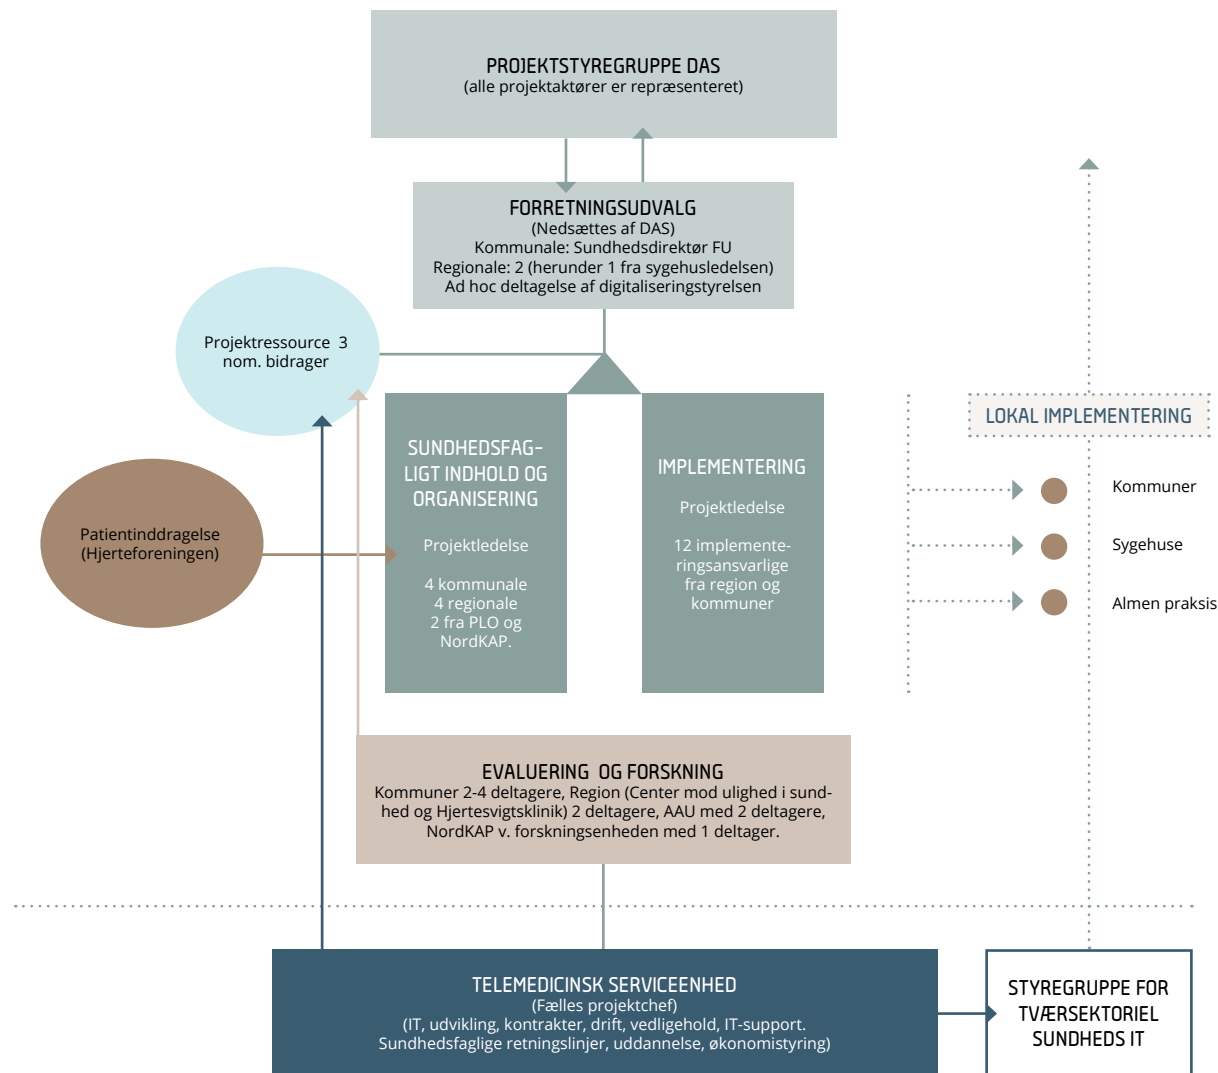 PROJEKTSTYREGRUPPE DAS
(alle projektaktører er repræsenteret)
FORRETNINGSUDVALG
(Nedsættes af DAS)
Kommunale: Sundhedsdirektør FU
Regionale: 2 (herunder 1 fra sygehusledelsen)
Ad hoc deltagelse af digitaliseringstyrelsen
Projektressource 3
nom. bidrager
Patientinddragelse
(Hjerteforeningen)
SUNDHEDSFAG-
LIGT INDHOLD OG
ORGANISERING
Projektledelse
4 kommunale
4 regionale
2 fra PLO og
NordKAP.
IMPLEMENTERING
Projektledelse
12 implemente-
ringsansvarlige
fra region og
kommuner
LOKAL IMPLEMENTERING
Kommuner
Sygehuse
Almen praksis
EVALUERING OG FORSKNING
Kommuner 2-4 deltagere, Region (Center mod ulighed i sund-
hed og Hjertesvigtsklinik) 2 deltagere, AAU med 2 deltagere,
NordKAP v. forskningsenheden med 1 deltager.
TELEMEDICINSK SERVICEENHED
(Fælles projektchef)
(IT, udvikling, kontrakter, drift, vedligehold, IT-support.
Sundhedsfaglige retningslinjer, uddannelse, økonomistyring)
STYREGRUPPE FOR
TVÆRSEKTORIEL
SUNDHEDS IT